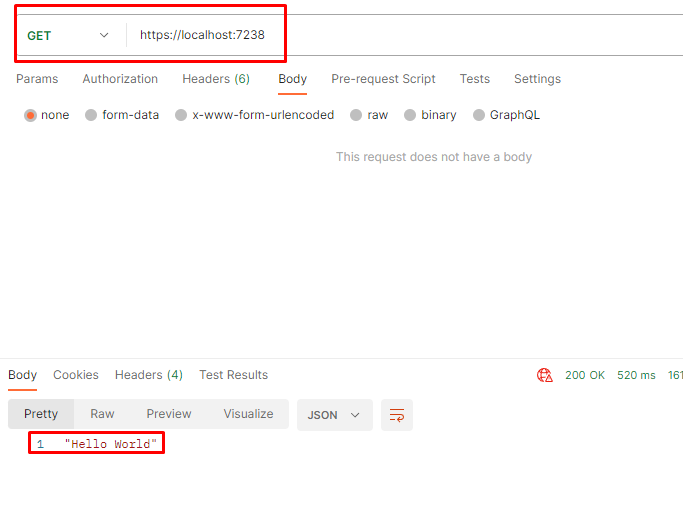 GET https://localhost:7238
Params Authorization Headers (6) Body Pre-request Script Tests Settings
none form-data x-www-form-urlencoded raw binary GraphQL
This request does not have a body
Body Cookies Headers (4) Test Results 200 OK 520 ms 161
Pretty Raw Preview Visualize JSON
1 "Hello World"